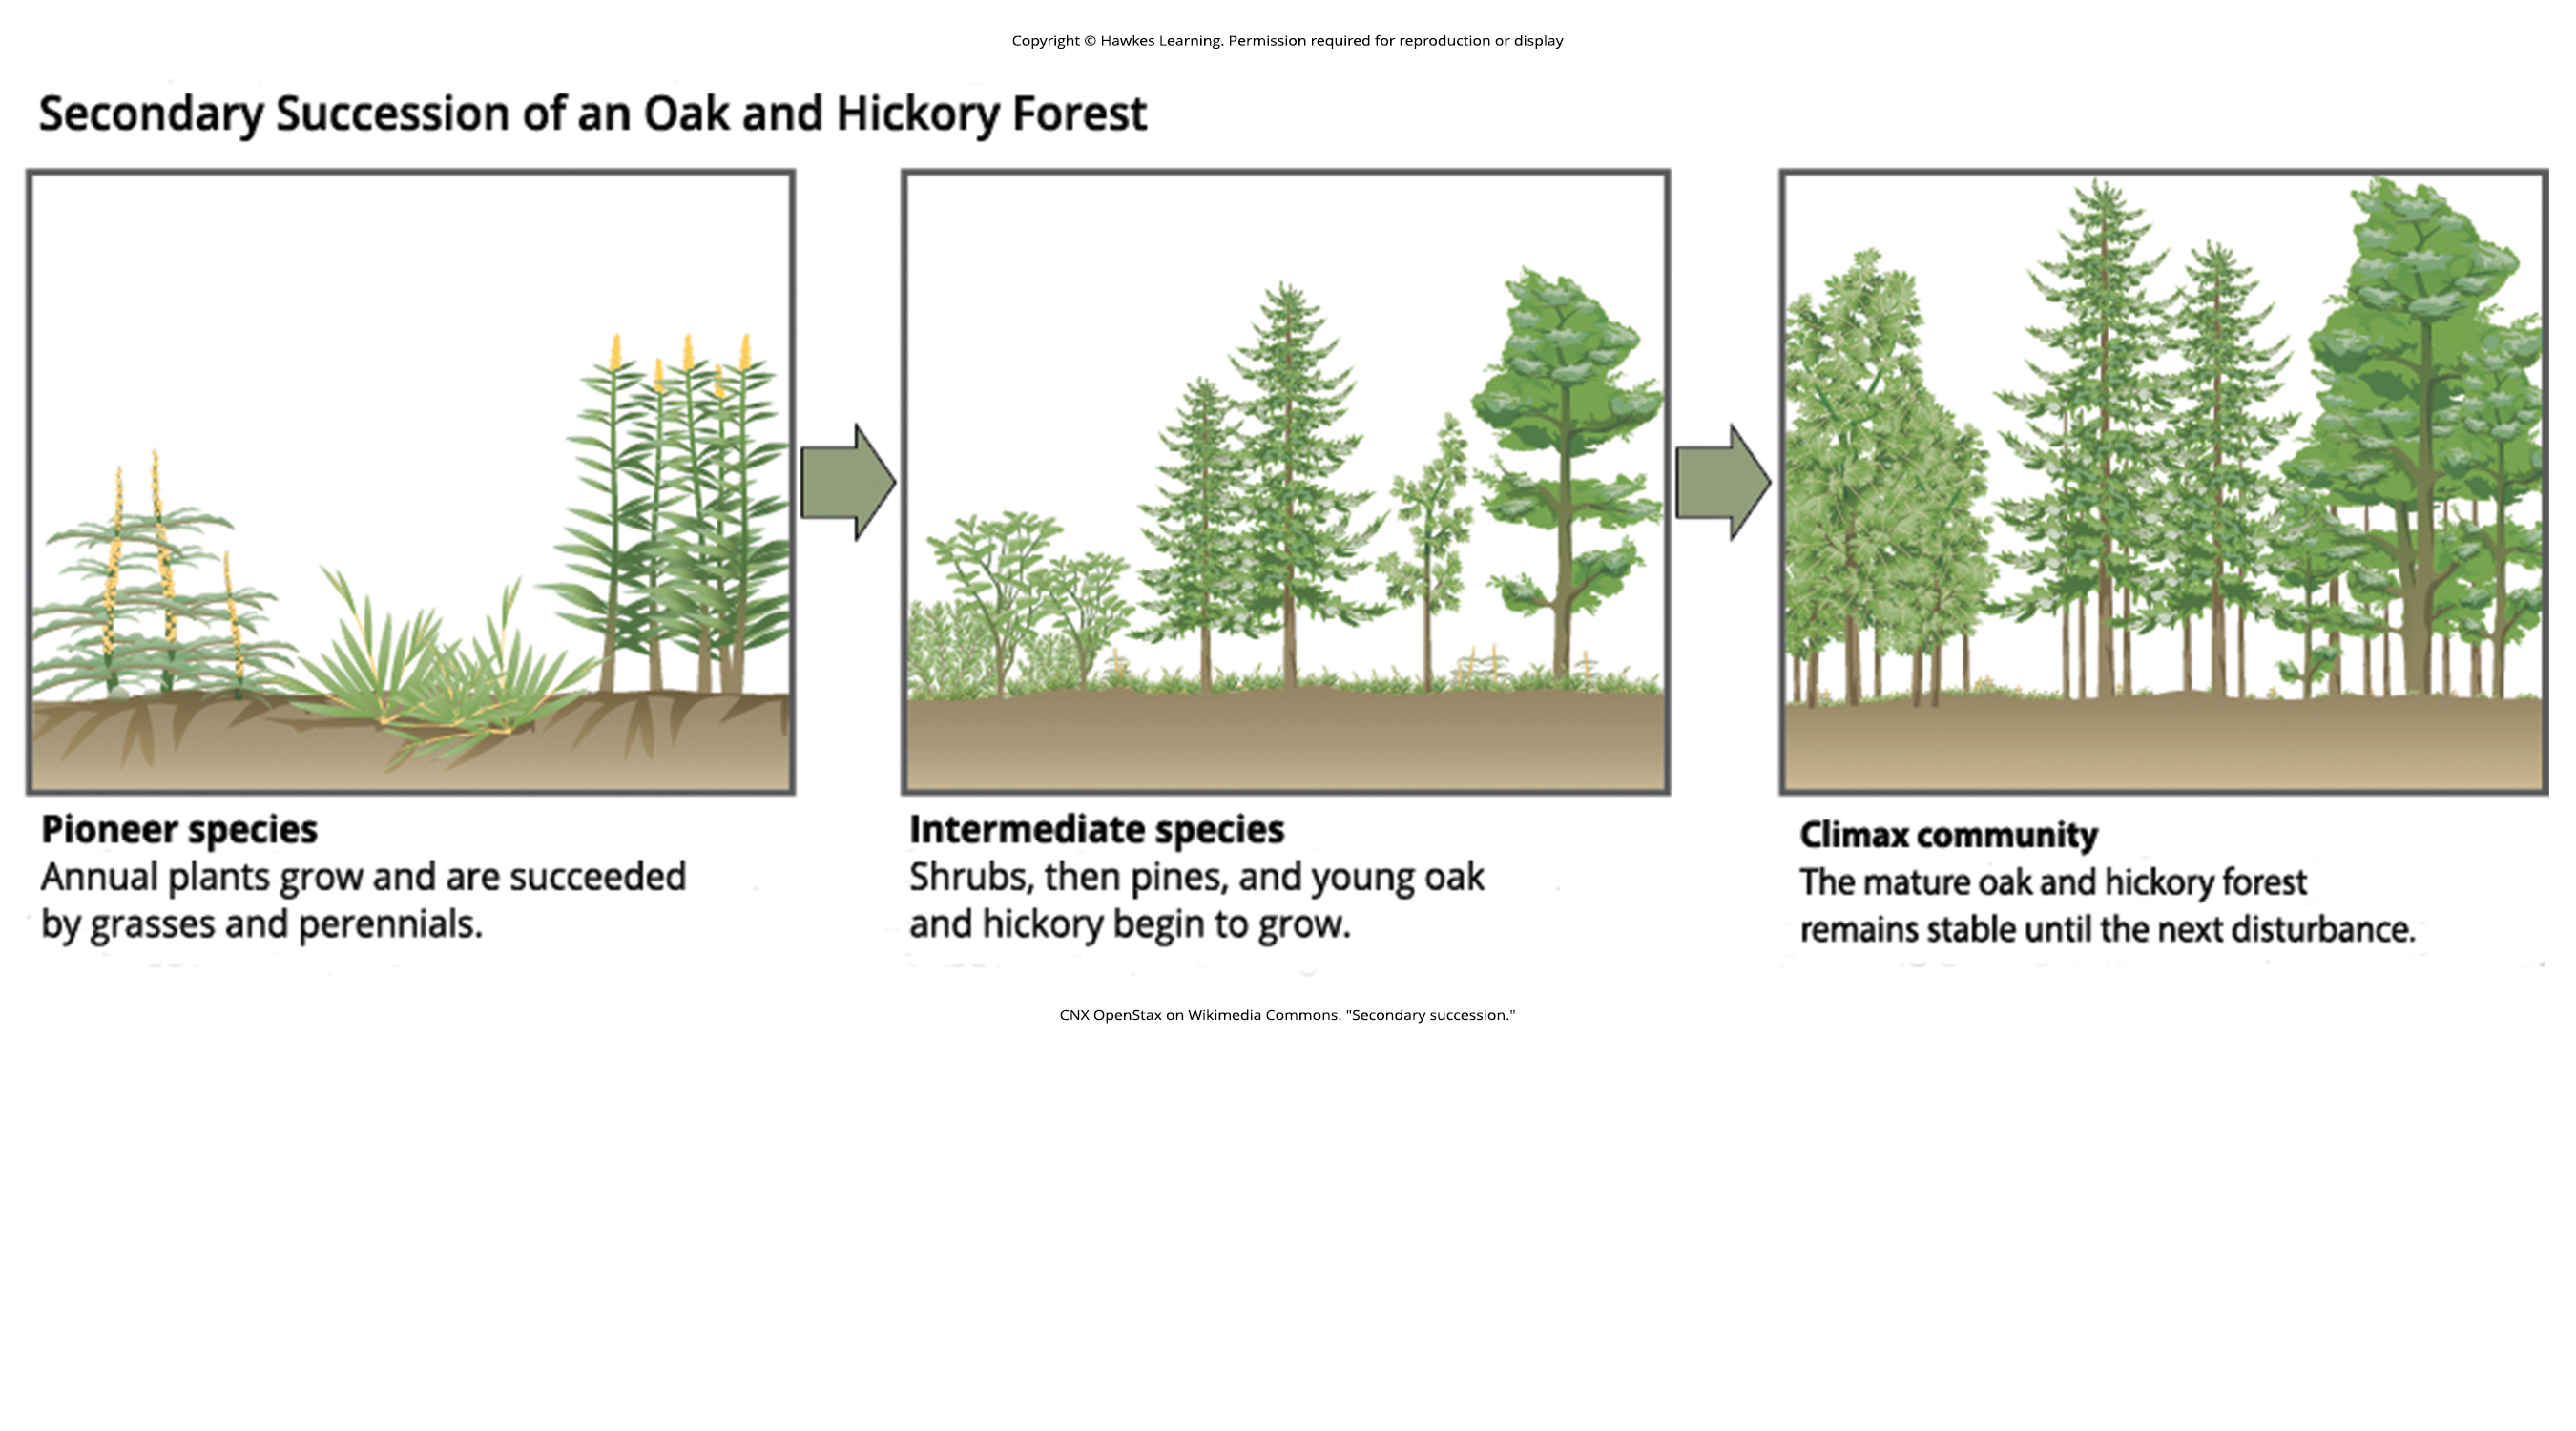 Copyright © Hawkes Learning. Permission required for reproduction or display
Secondary Succession of an Oak and Hickory Forest
Pioneer species
Annual plants grow and are succeeded
by grasses and perennials.
Intermediate species
Shrubs, then pines, and young oak
and hickory begin to grow.
Climax community
The mature oak and hickory forest
remains stable until the next disturbance.
CNX OpenStax on Wikimedia Commons. "Secondary succession."